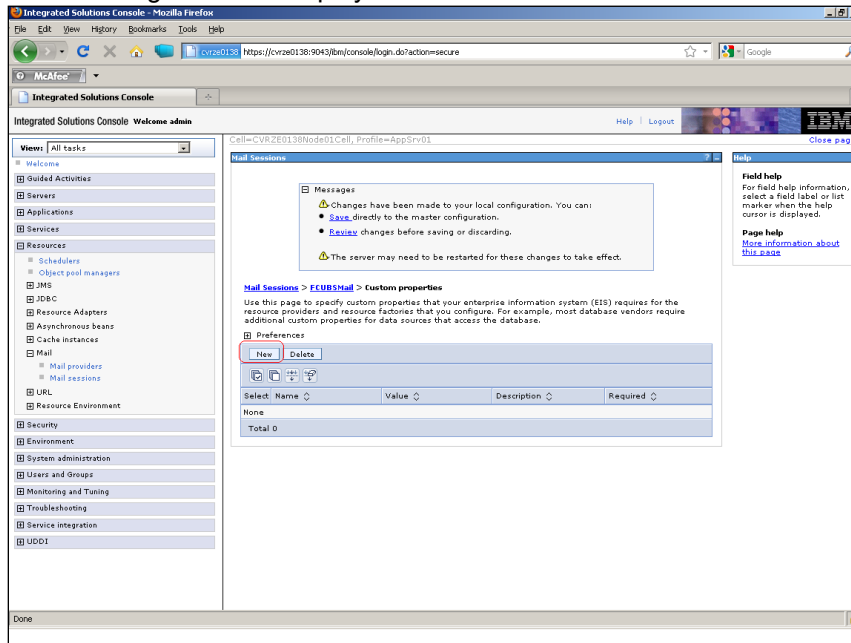 Integrated Solutions Console - Mozilla Firefox
File Edit View History Bookmarks Tools Help
cvrze0138 https://cvrze0138:9043/ibm/console/login.do?action=secure
Google
McAfee
Integrated Solutions Console
Integrated Solutions Console Welcome admin
Help | Logout
IBM
View: All tasks
Welcome
Guided Activities
Servers
Applications
Services
Resources
Schedulers
Object pool managers
JMS
JDBC
Resource Adapters
Asynchronous beans
Cache instances
Mail
Mail providers
Mail sessions
URL
Resource Environment
Security
Environment
System administration
Users and Groups
Monitoring and Tuning
Troubleshooting
Service integration
UDDI
Cell=CVRZE0138Node01Cell, Profile=AppSrv01
Close pag
Mail Sessions
Messages
Changes have been made to your local configuration. You can:
Save directly to the master configuration.
Review changes before saving or discarding.
The server may need to be restarted for these changes to take effect.
Mail Sessions > FCUBSMail > Custom properties
Use this page to specify custom properties that your enterprise information system (EIS) requires for the
resource providers and resource factories that you configure. For example, most database vendors require
additional custom properties for data sources that access the database.
Preferences
New Delete
Select Name Value Description Required
None
Total 0
Help
Field help
For field help information,
select a field label or list
marker when the help
cursor is displayed.
Page help
More information about
this page
Done